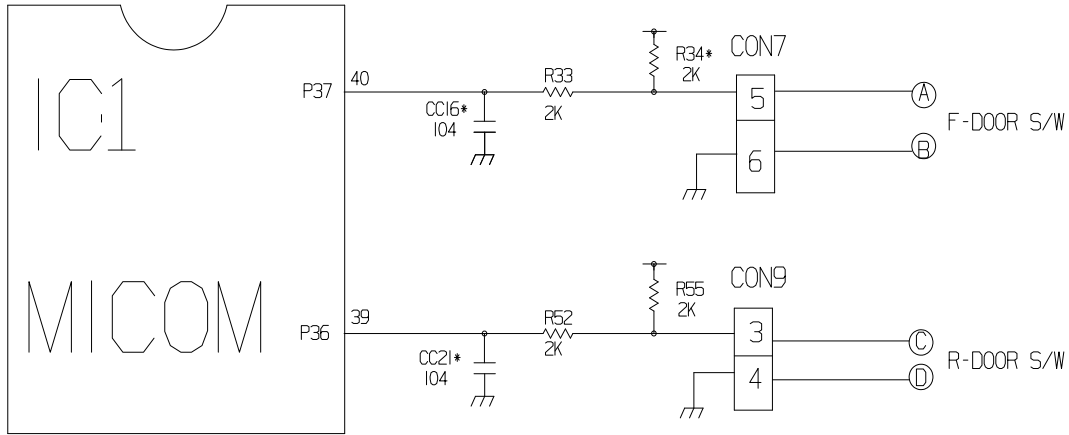 IC1
MICOM
P37
40
CC16*
104
R33
2K
R34*
2K
CON7
5
6
A
B
F-DOOR S/W
P36
39
CC21*
104
R52
2K
R55
2K
CON9
3
4
C
D
R-DOOR S/W